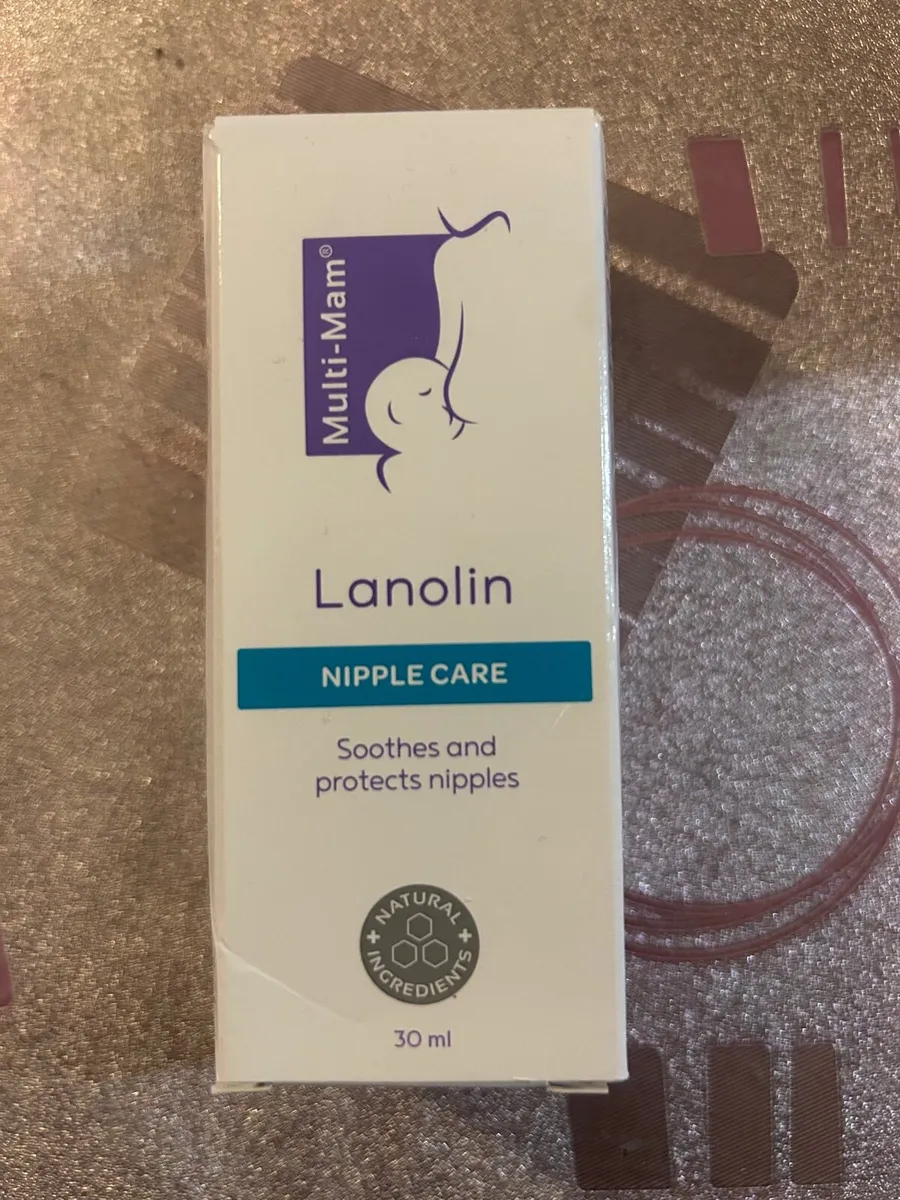 Multi-Mam®
Lanolin
NIPPLE CARE
Soothes and
protects nipples
NATURAL
+ INGREDIENTS +
30 ml